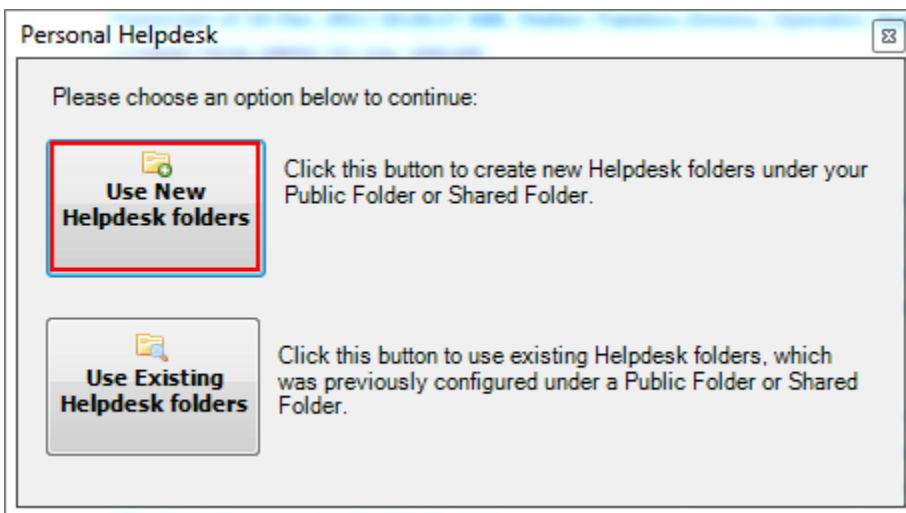 Personal Helpdesk
Please choose an option below to continue:
Use New
Helpdesk folders
Click this button to create new Helpdesk folders under your
Public Folder or Shared Folder.
Use Existing
Helpdesk folders
Click this button to use existing Helpdesk folders, which
was previously configured under a Public Folder or Shared
Folder.